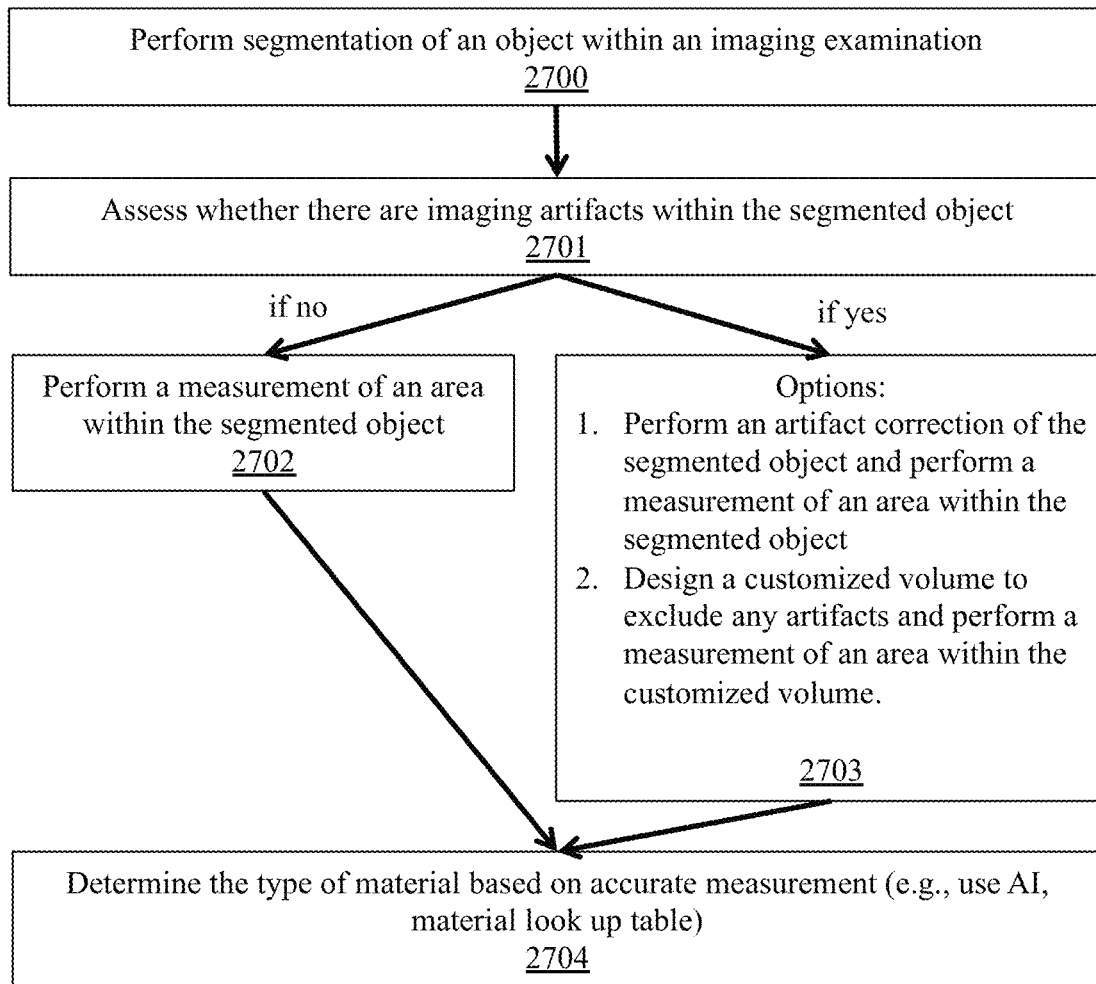 Perform segmentation of an object within an imaging examination
2700
Assess whether there are imaging artifacts within the segmented object
2701
if no
if yes
Perform a measurement of an area
within the segmented object
2702
Options:
1. Perform an artifact correction of the
segmented object and perform a
measurement of an area within the
segmented object
2. Design a customized volume to
exclude any artifacts and perform a
measurement of an area within the
customized volume.
2703
Determine the type of material based on accurate measurement (e.g., use AI,
material look up table)
2704